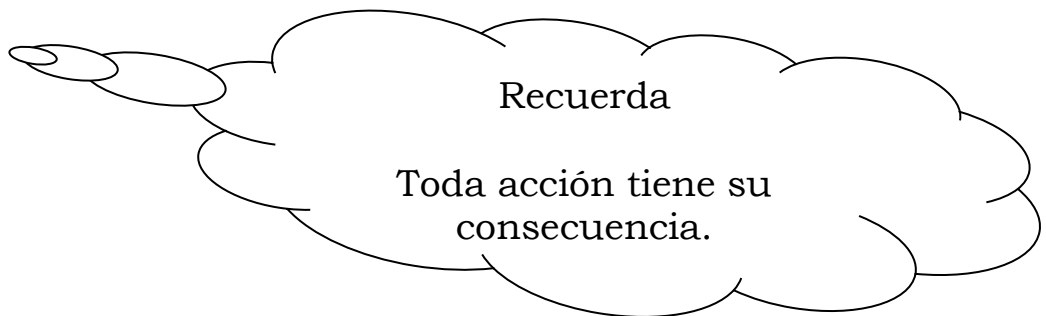 Recuerda
Toda acción tiene su
consecuencia.